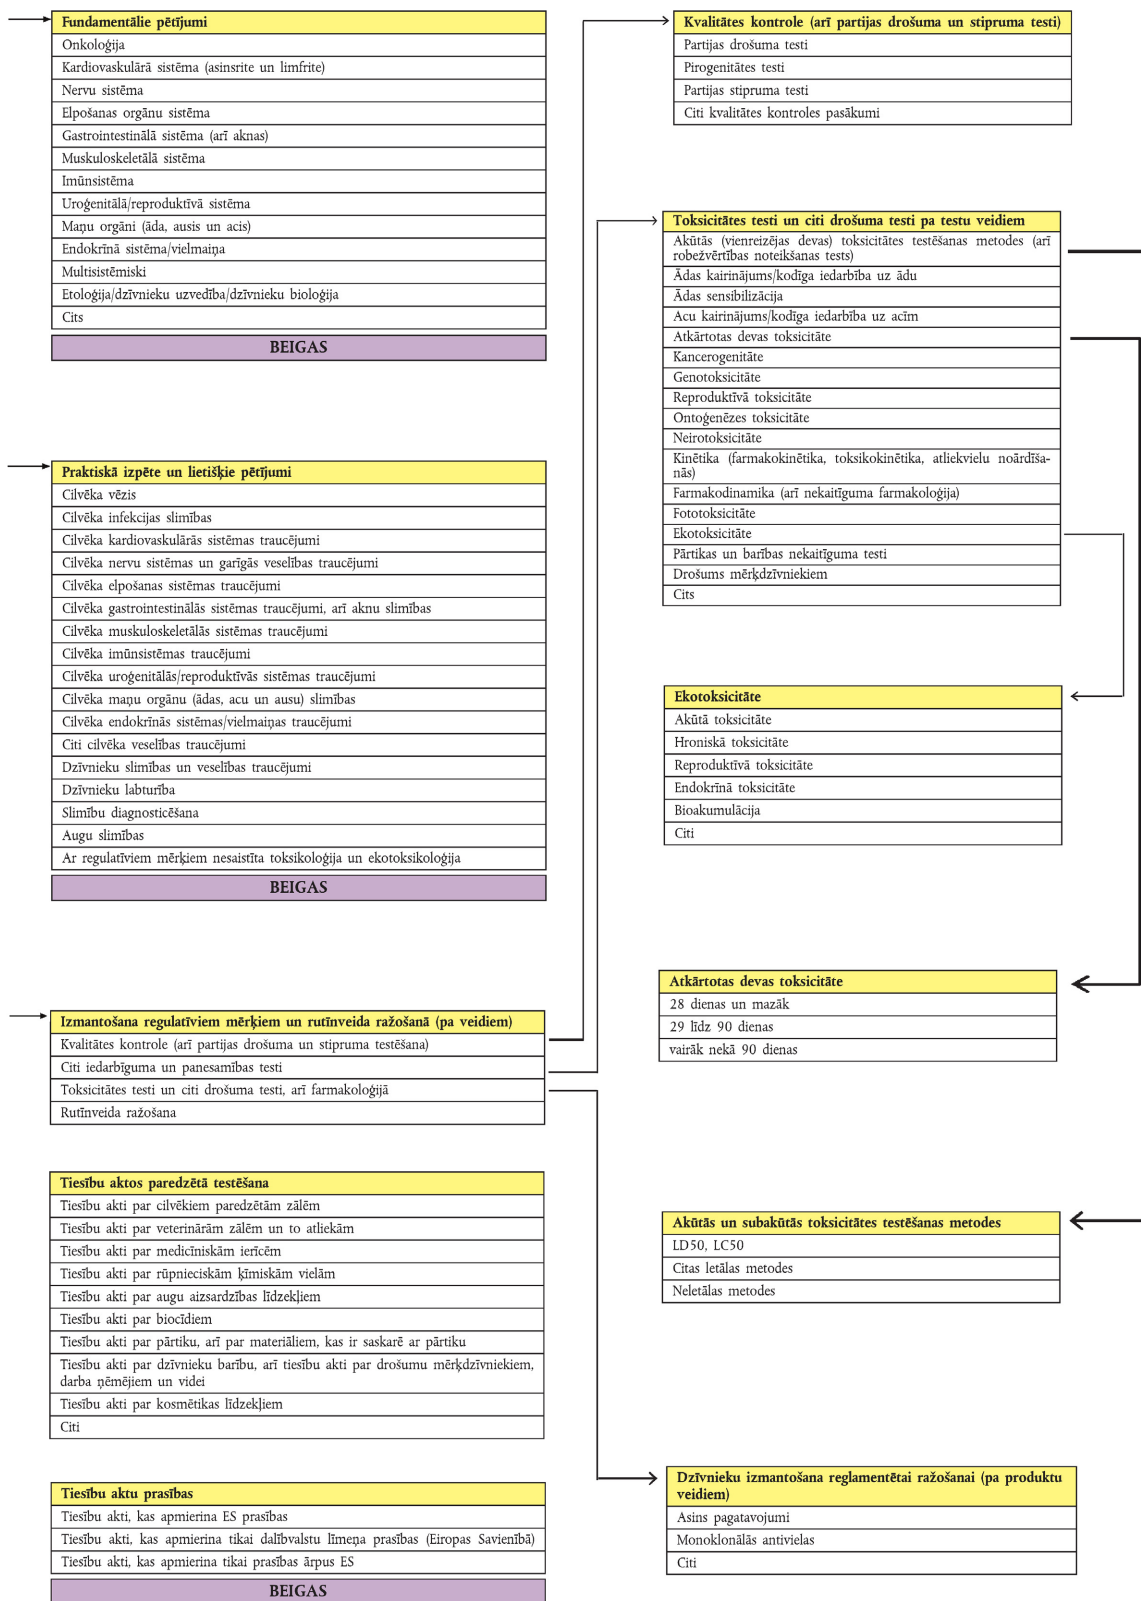 Fundamentālie pētījumi
Onkoloģija
Kardiovaskulārā sistēma (asinsrite un limfrite)
Nervu sistēma
Elpošanas orgānu sistēma
Gastrointestinālā sistēma (arī aknas)
Muskuloskeletālā sistēma
Imūnsistēma
Uroģenitālā/reproduktīvā sistēma
Maņu orgāni (āda, ausis un acis)
Endokrīnā sistēma/vielmaiņa
Multisistēmiski
Etoloģija/dzīvnieku uzvedība/dzīvnieku bioloģija
Cits
BEIGAS
Praktiskā izpēte un lietišķie pētījumi
Cilvēka vēzis
Cilvēka infekcijas slimības
Cilvēka kardiovaskulārās sistēmas traucējumi
Cilvēka nervu sistēmas un garīgās veselības traucējumi
Cilvēka elpošanas sistēmas traucējumi
Cilvēka gastrointestinālās sistēmas traucējumi, arī aknu slimības
Cilvēka muskuloskeletālās sistēmas traucējumi
Cilvēka imūnsistēmas traucējumi
Cilvēka uroģenitālās/reproduktīvās sistēmas traucējumi
Cilvēka maņu orgānu (ādas, acu un ausu) slimības
Cilvēka endokrīnās sistēmas/vielmaiņas traucējumi
Citi cilvēka veselības traucējumi
Dzīvnieku slimības un veselības traucējumi
Dzīvnieku labturība
Slimību diagnosticēšana
Augu slimības
Ar regulatīviem mērķiem nesaistīta toksikoloģija un ekotoksikoloģija
BEIGAS
Izmantošana regulatīviem mērķiem un rutīnveida ražošanā (pa veidiem)
Kvalitātes kontrole (arī partijas drošuma un stipruma testēšana)
Citi iedarbīguma un panesamības testi
Toksicitātes testi un citi drošuma testi, arī farmakoloģijā
Rutīnveida ražošana
Tiesību aktos paredzētā testēšana
Tiesību akti par cilvēkiem paredzētām zālēm
Tiesību akti par veterinārām zālēm un to atliekām
Tiesību akti par medicīniskām ierīcēm
Tiesību akti par rūpnieciskām ķīmiskām vielām
Tiesību akti par augu aizsardzības līdzekļiem
Tiesību akti par biocīdiem
Tiesību akti par pārtiku, arī par materiāliem, kas ir saskarē ar pārtiku
Tiesību akti par dzīvnieku barību, arī tiesību akti par drošumu mērķdzīvniekiem,
darba ņēmējiem un videi
Tiesību akti par kosmētikas līdzekļiem
Citi
Tiesību aktu prasības
Tiesību akti, kas apmierina ES prasības
Tiesību akti, kas apmierina tikai dalībvalstu līmeņa prasības (Eiropas Savienībā)
Tiesību akti, kas apmierina tikai prasības ārpus ES
BEIGAS
Kvalitātes kontrole (arī partijas drošuma un stipruma testi)
Partijas drošuma testi
Pirogenitātes testi
Partijas stipruma testi
Citi kvalitātes kontroles pasākumi
Toksicitātes testi un citi drošuma testi pa testu veidiem
Akūtās (vienreizējas devas) toksicitātes testēšanas metodes (arī
robežvērtības noteikšanas tests)
Ādas kairinājums/kodīga iedarbība uz ādu
Ādas sensibilizācija
Acu kairinājums/kodīga iedarbība uz acīm
Atkārtotas devas toksicitāte
Kancerogenitāte
Genotoksicitāte
Reproduktīvā toksicitāte
Ontoģenēzes toksicitāte
Neirotoksicitāte
Kinētika (farmakokinētika, toksikokinētika, atliekvielu noārdīša-
nās)
Farmakodinamika (arī nekaitīguma farmakoloģija)
Fototoksicitāte
Ekotoksicitāte
Pārtikas un barības nekaitīguma testi
Drošums mērķdzīvniekiem
Cits
Ekotoksicitāte
Akūtā toksicitāte
Hroniskā toksicitāte
Reproduktīvā toksicitāte
Endokrīnā toksicitāte
Bioakumulācija
Citi
Atkārtotas devas toksicitāte
28 dienas un mazāk
29 līdz 90 dienas
vairāk nekā 90 dienas
Akūtās un subakūtās toksicitātes testēšanas metodes
LD50, LC50
Citas letālas metodes
Neletālas metodes
Dzīvnieku izmantošana reglamentētai ražošanai (pa produktu
veidiem)
Asins pagatavojumi
Monoklonālās antivielas
Citi